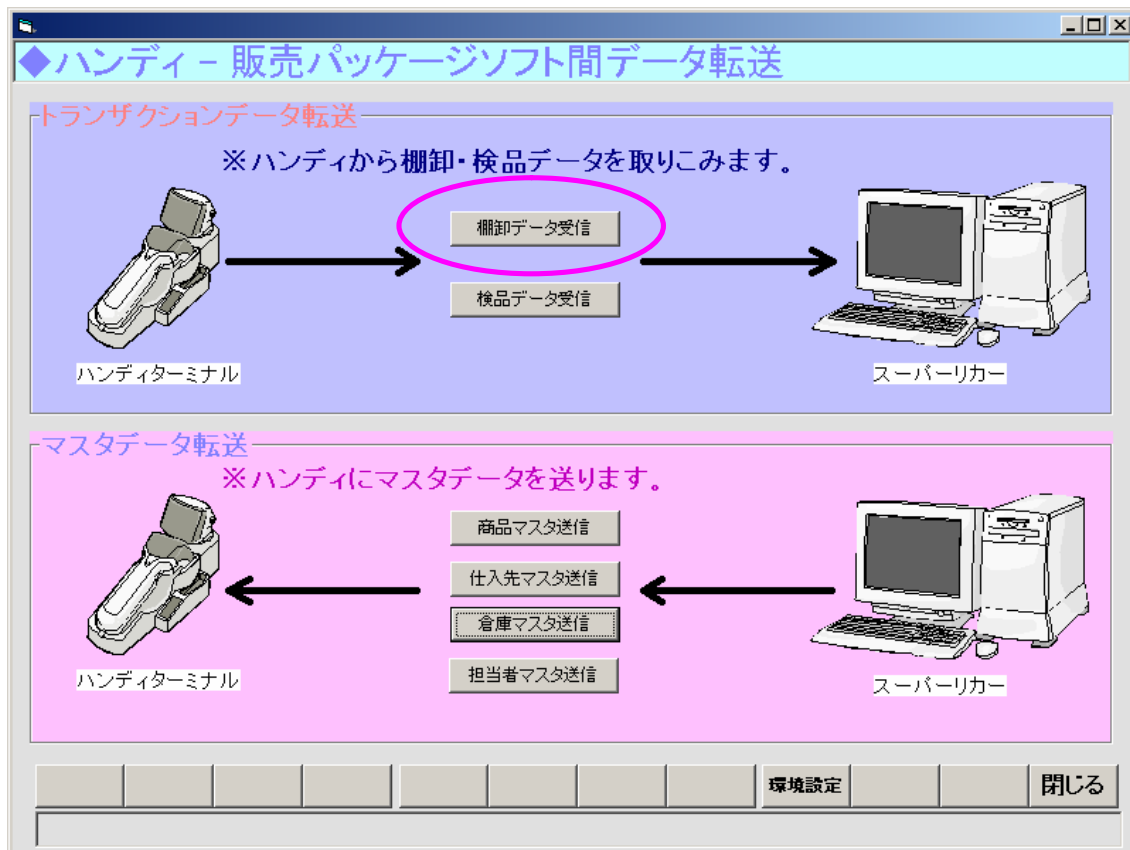 ◆ハンディ－販売パッケージソフト間データ転送
トランザクションデータ転送
※ハンディから棚卸・検品データを取りこみます。
棚卸データ受信
検品データ受信
ハンディターミナル
スーパーリカー
マスタデータ転送
※ハンディにマスタデータを送ります。
商品マスタ送信
仕入先マスタ送信
倉庫マスタ送信
担当者マスタ送信
ハンディターミナル
スーパーリカー
環境設定
閉じる